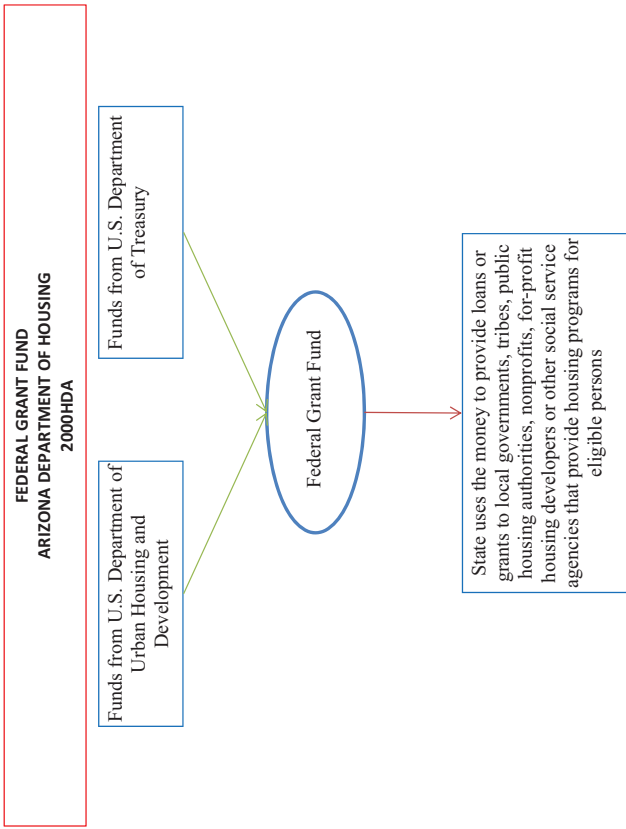 FEDERAL GRANT FUND
ARIZONA DEPARTMENT OF HOUSING
2000HDA
Funds from U.S. Department of
Urban Housing and
Development
Funds from U.S. Department
of Treasury
Federal Grant Fund
State uses the money to provide loans or
grants to local governments, tribes, public
housing authorities, nonprofits, for-profit
housing developers or other social service
agencies that provide housing programs for
eligible persons